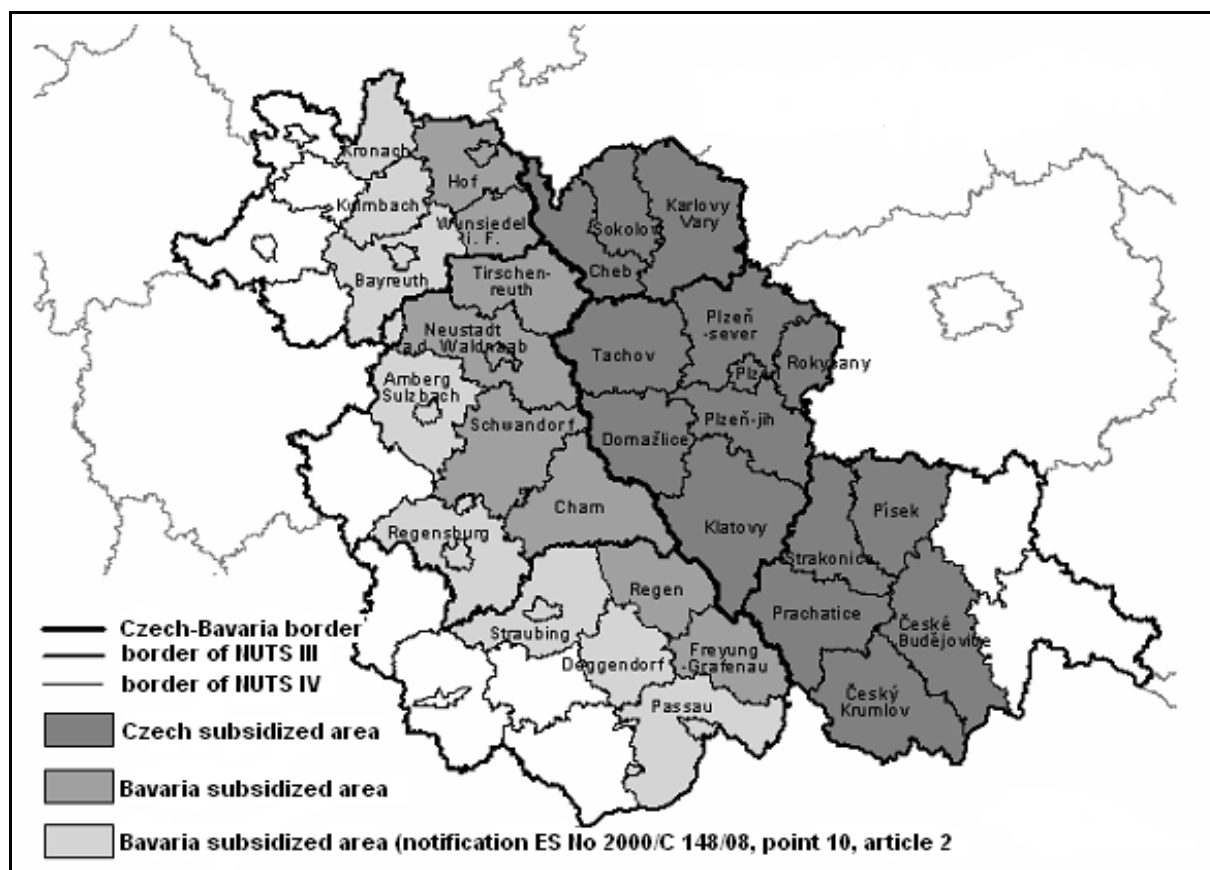 Kronach
Hof
Karlovy
Vary
Kulmbach
Wunsiedel
i. F.
Sokolov
Cheb
Bayreuth
Tirschen-
reuth
Neustadt
a.d. Waldnaab
Plzeň
-sever
Tachov
Plzeň
Rokysany
Amberg
Sulzbach
Schwandorf
Domažlice
Plzeň-jih
Cham
Klatovy
Písek
Regensburg
Strakonice
Regen
Prachatice
České
Budějovice
Straubing
Deggendorf
Freyung
-Grafenau
Passau
Český
Krumlov
Czech-Bavaria border
border of NUTS III
border of NUTS IV
Czech subsidized area
Bavaria subsidized area
Bavaria subsidized area (notification ES No 2000/C 148/08, point 10, article 2